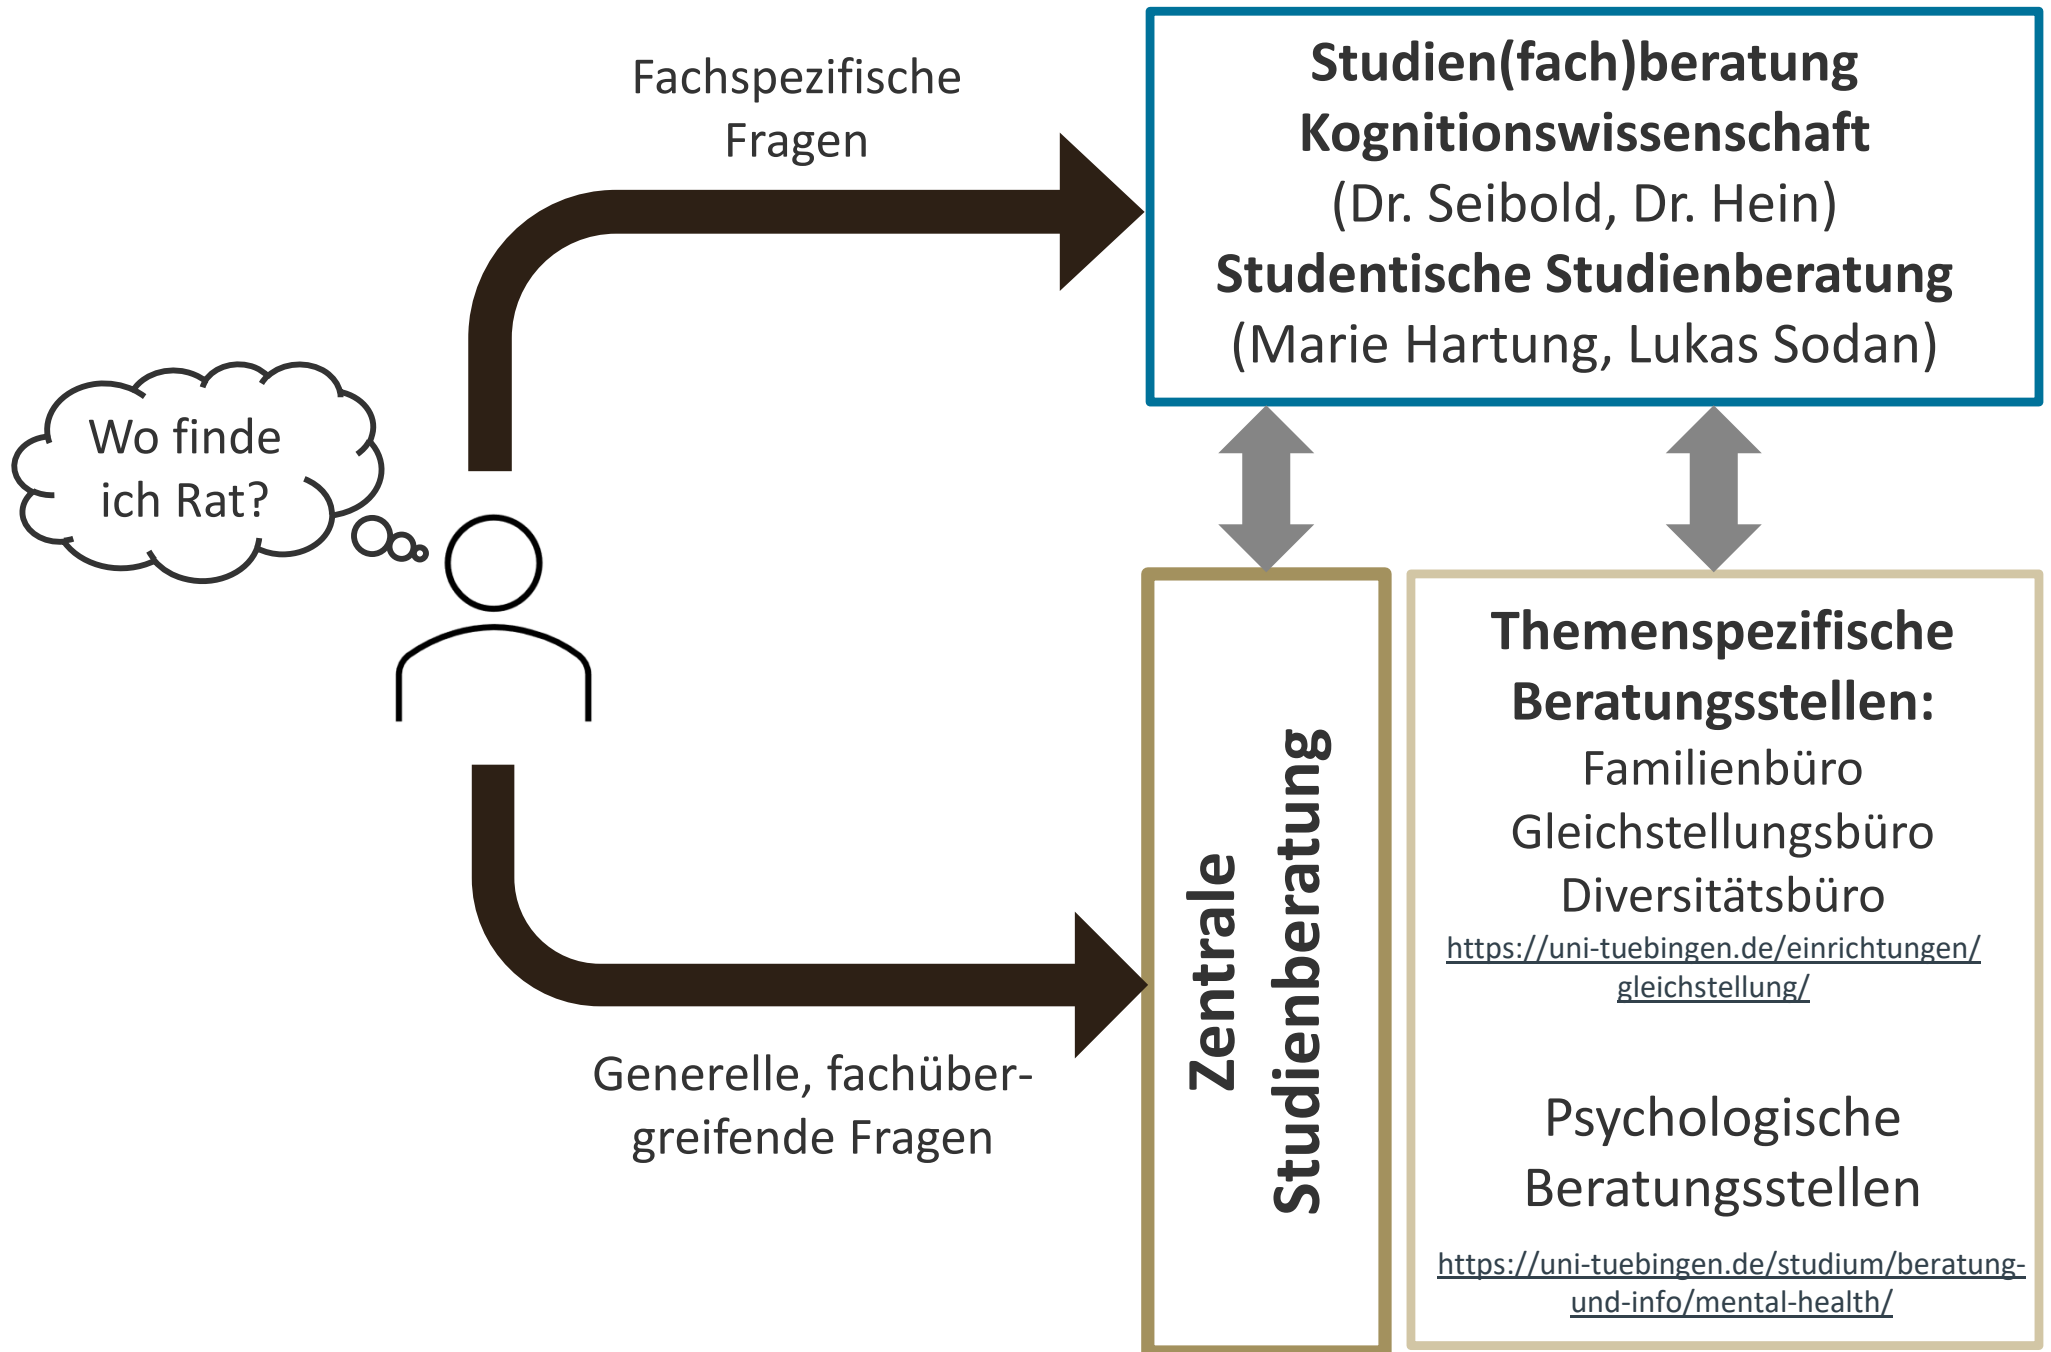 Fachspezifische
Fragen
Studien(fach)beratung
Kognitionswissenschaft
(Dr. Seibold, Dr. Hein)
Studentische Studienberatung
(Marie Hartung, Lukas Sodan)
Wo finde
ich Rat?
Generelle, fachüber-
greifende Fragen
Zentrale
Studienberatung
Themenspezifische
Beratungsstellen:
Familienbüro
Gleichstellungsbüro
Diversitätsbüro
https://uni-tuebingen.de/einrichtungen/
gleichstellung/
Psychologische
Beratungsstellen
https://uni-tuebingen.de/studium/beratung-
und-info/mental-health/